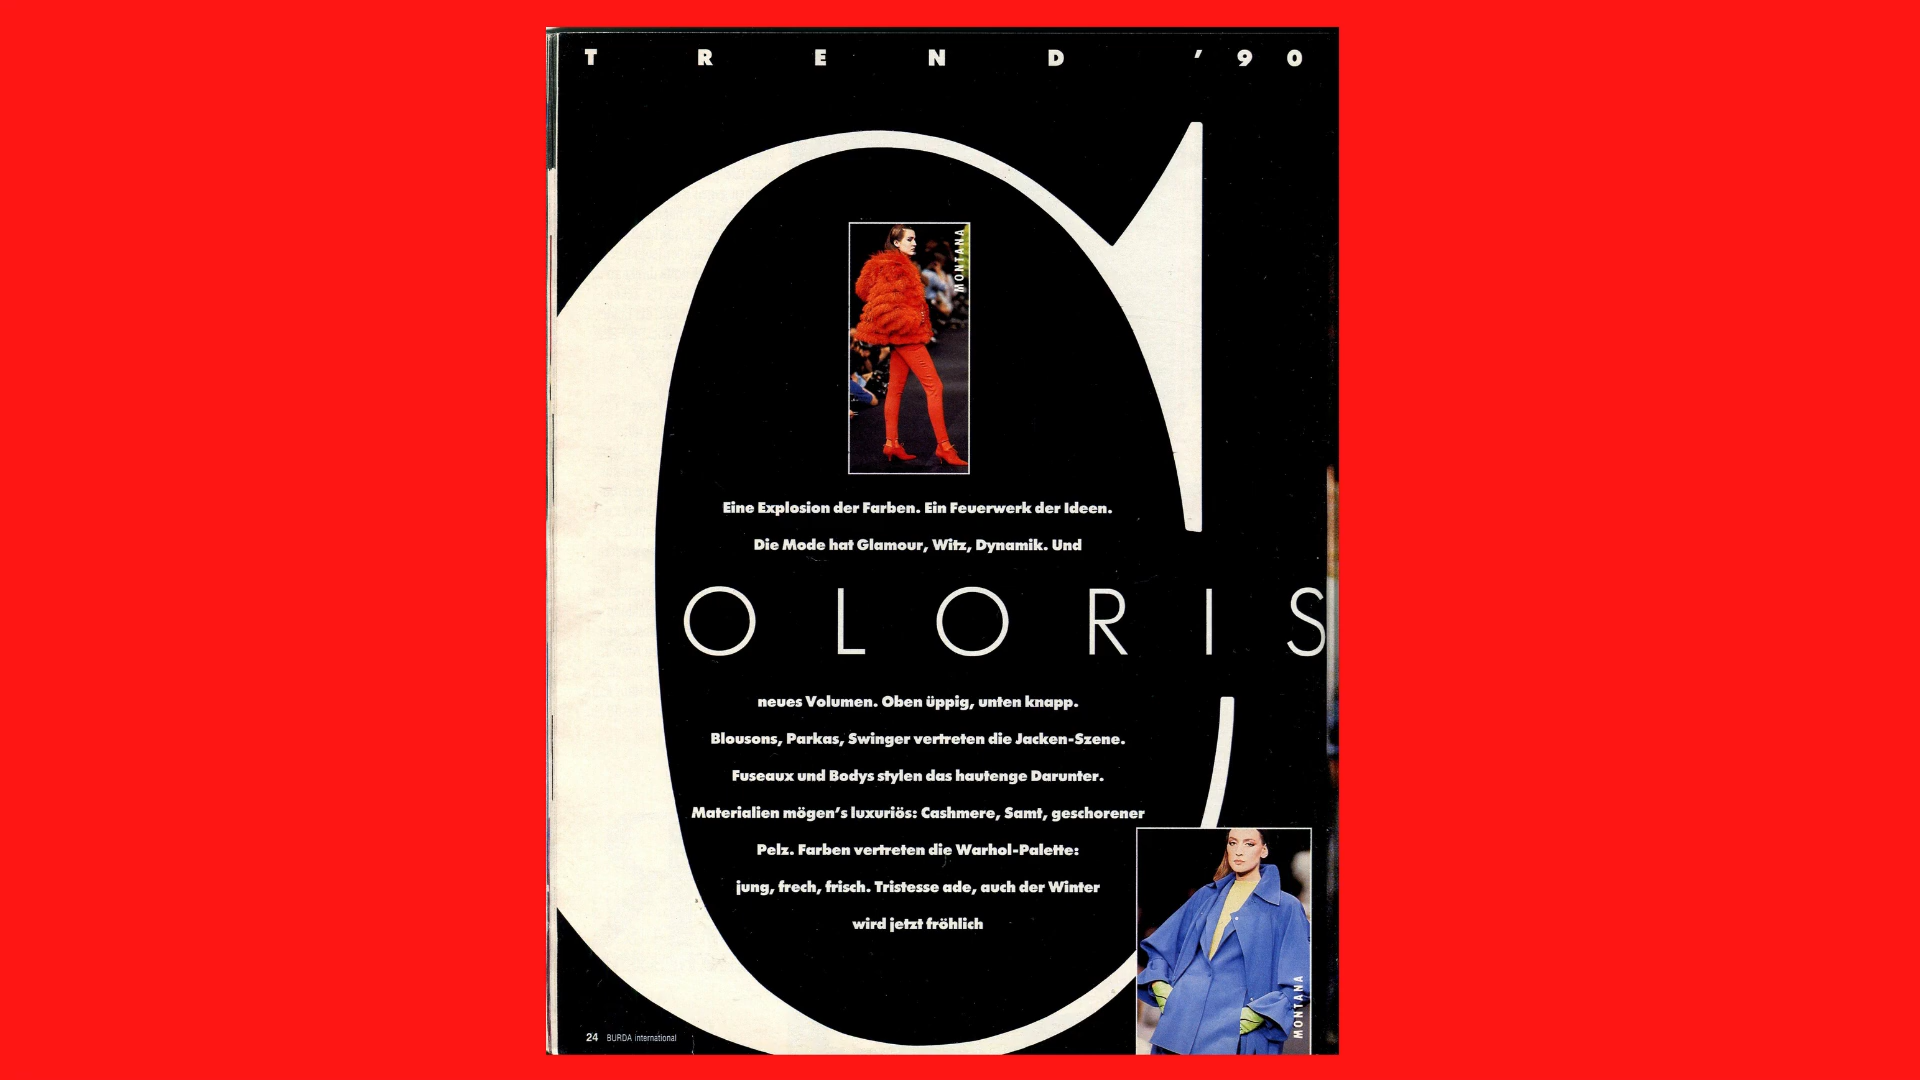 TREND '90
MONTANA
Eine Explosion der Farben. Ein Feuerwerk der Ideen.
Die Mode hat Glamour, Witz, Dynamik. Und
COLORIS
neues Volumen. Oben üppig, unten knapp.
Blousons, Parkas, Swinger vertreten die Jacken-Szene.
Fuseaux und Bodys stylen das hautenge Darunter.
Materialien mögen's luxuriös: Cashmere, Samt, geschorener
Pelz. Farben vertreten die Warhol-Palette:
jung, frech, frisch. Tristesse ade, auch der Winter
wird jetzt fröhlich
MONTANA
24 BURDA international